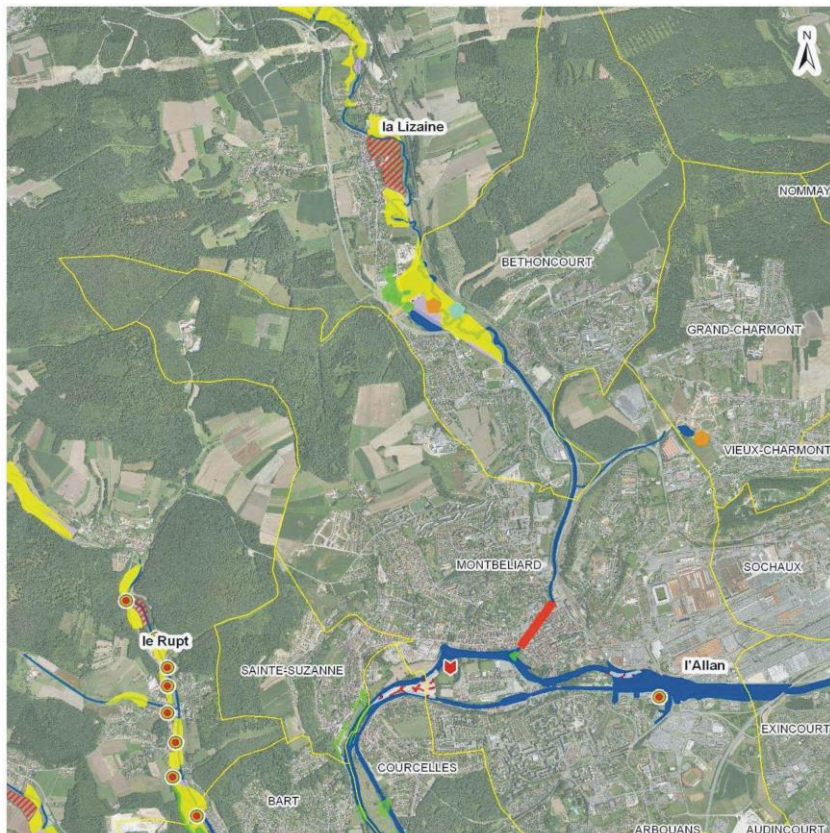 N
la Lizaine
NOMMAY
BETHONCOURT
GRAND-CHARMONT
VIEUX-CHARMONT
MONTBELIARD
SOCHAUX
le Rupt
SAINTE-SUZANNE
l'Allan
EXINCOURT
COURCELLES
BART
ARBOUANS
AUDINCOURT